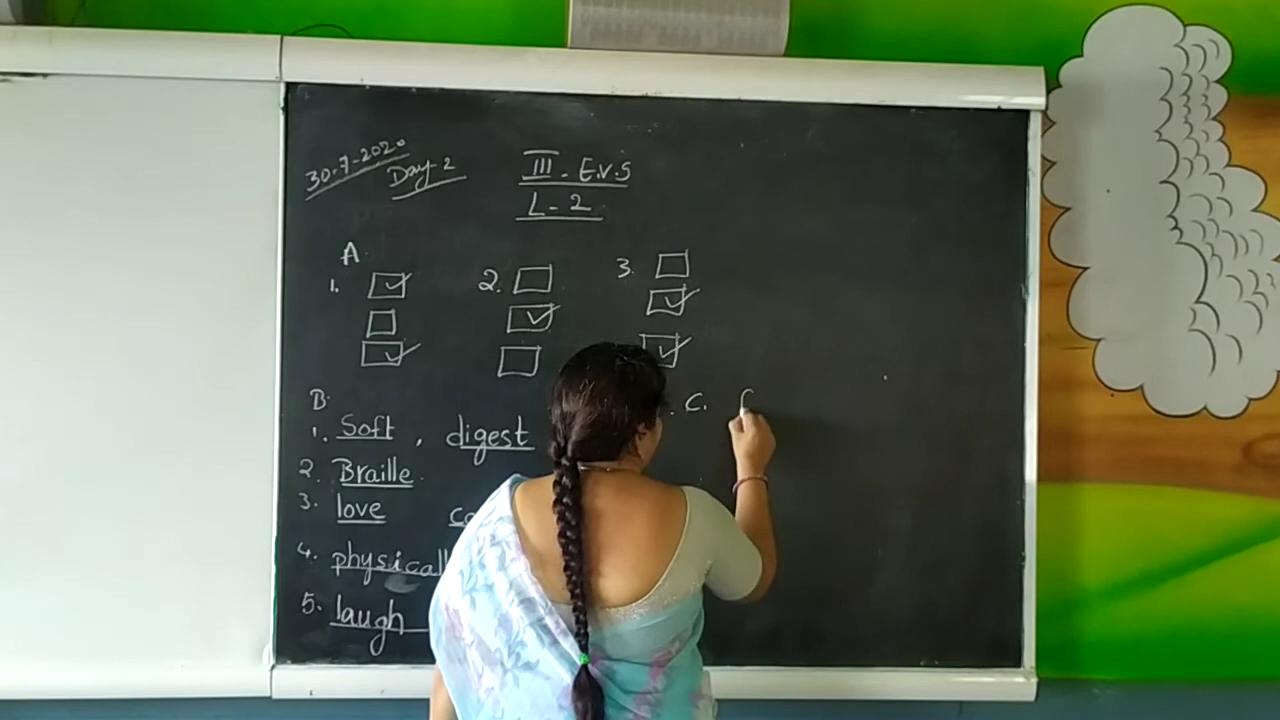 30.7-2020
Day-2
III - E.V.S
L-2
A.
1. 2. 3.
B.
1. Soft, digest
2. Braille.
3. love
4.
5. laugh
C.